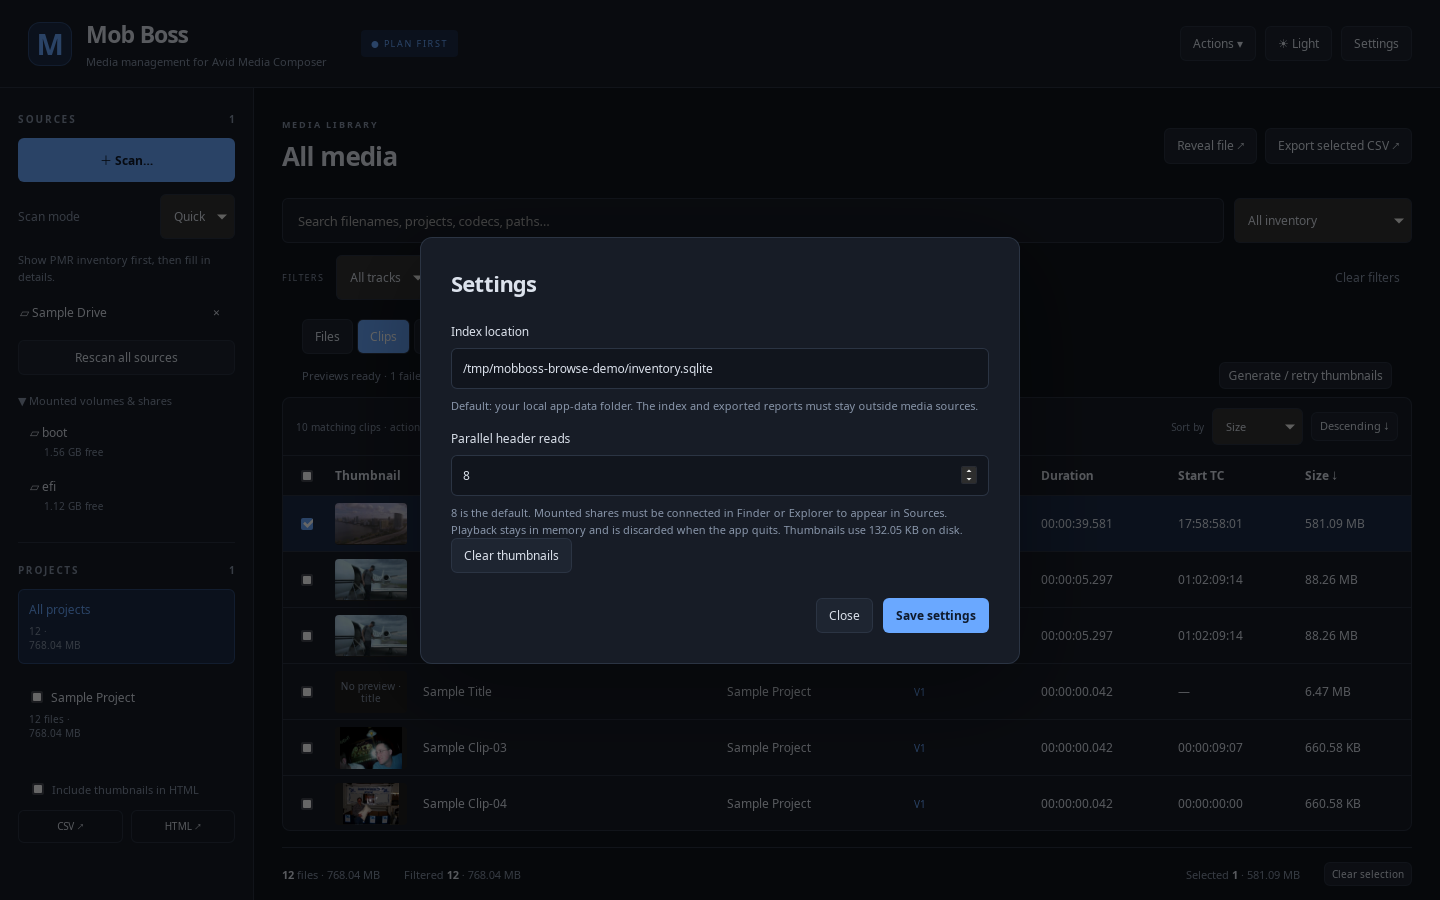 M
Mob Boss
Media management for Avid Media Composer
PLAN FIRST
Actions ▾
☀ Light
Settings
SOURCES 1
+ Scan...
Scan mode
Quick
Show PMR inventory first, then fill in
details.
Sample Drive ×
Rescan all sources
▼ Mounted volumes & shares
boot
1.56 GB free
efi
1.12 GB free
PROJECTS 1
All projects
12 ·
768.04 MB
Sample Project
12 files ·
768.04 MB
Include thumbnails in HTML
CSV ↗
HTML ↗
MEDIA LIBRARY
All media
Reveal file ↗
Export selected CSV ↗
Search filenames, projects, codecs, paths...
All inventory
FILTERS
All tracks
Clear filters
Files
Clips
Previews ready · 1 faile
Generate / retry thumbnails
10 matching clips · action
Sort by
Size
Descending ↓
Thumbnail
Duration
Start TC
Size ↓
00:00:39.581 17:58:58:01 581.09 MB
00:00:05.297 01:02:09:14 88.26 MB
00:00:05.297 01:02:09:14 88.26 MB
No preview ·
title
Sample Title Sample Project V1 00:00:00.042 — 6.47 MB
Sample Clip-03 Sample Project V1 00:00:00.042 00:00:09:07 660.58 KB
Sample Clip-04 Sample Project V1 00:00:00.042 00:00:00:00 660.58 KB
12 files · 768.04 MB
Filtered 12 · 768.04 MB
Selected 1 · 581.09 MB
Clear selection
Settings
Index location
/tmp/mobboss-browse-demo/inventory.sqlite
Default: your local app-data folder. The index and exported reports must stay outside media sources.
Parallel header reads
8
8 is the default. Mounted shares must be connected in Finder or Explorer to appear in Sources.
Playback stays in memory and is discarded when the app quits. Thumbnails use 132.05 KB on disk.
Clear thumbnails
Close
Save settings